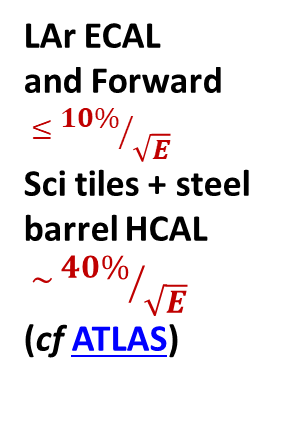 LAr ECAL
and Forward
≤ 10%/√E
Sci tiles + steel
barrel HCAL
~ 40%/√E
(cf ATLAS)